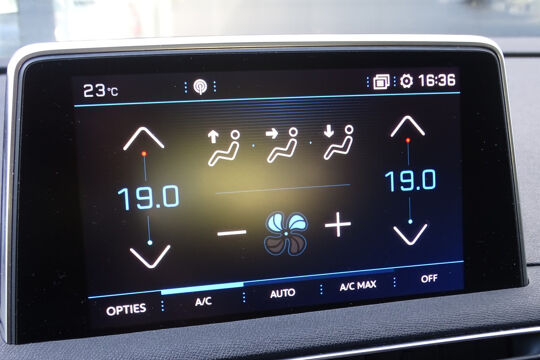 23°C 16:36
19.0 19.0
OPTIES A/C AUTO A/C MAX OFF